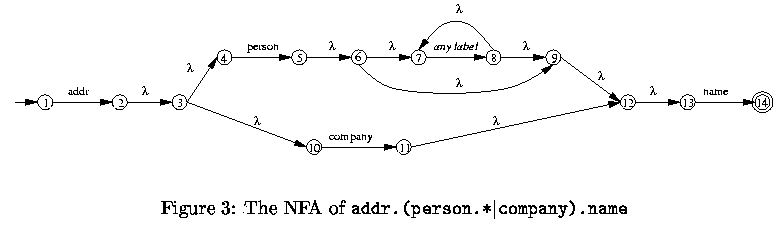 λ
λ person λ λ any label λ λ
4 5 6 7 8 9
addr λ λ λ name
1 2 3 12 13 14
λ company λ
10 11
Figure 3: The NFA of addr.(person.*|company).name